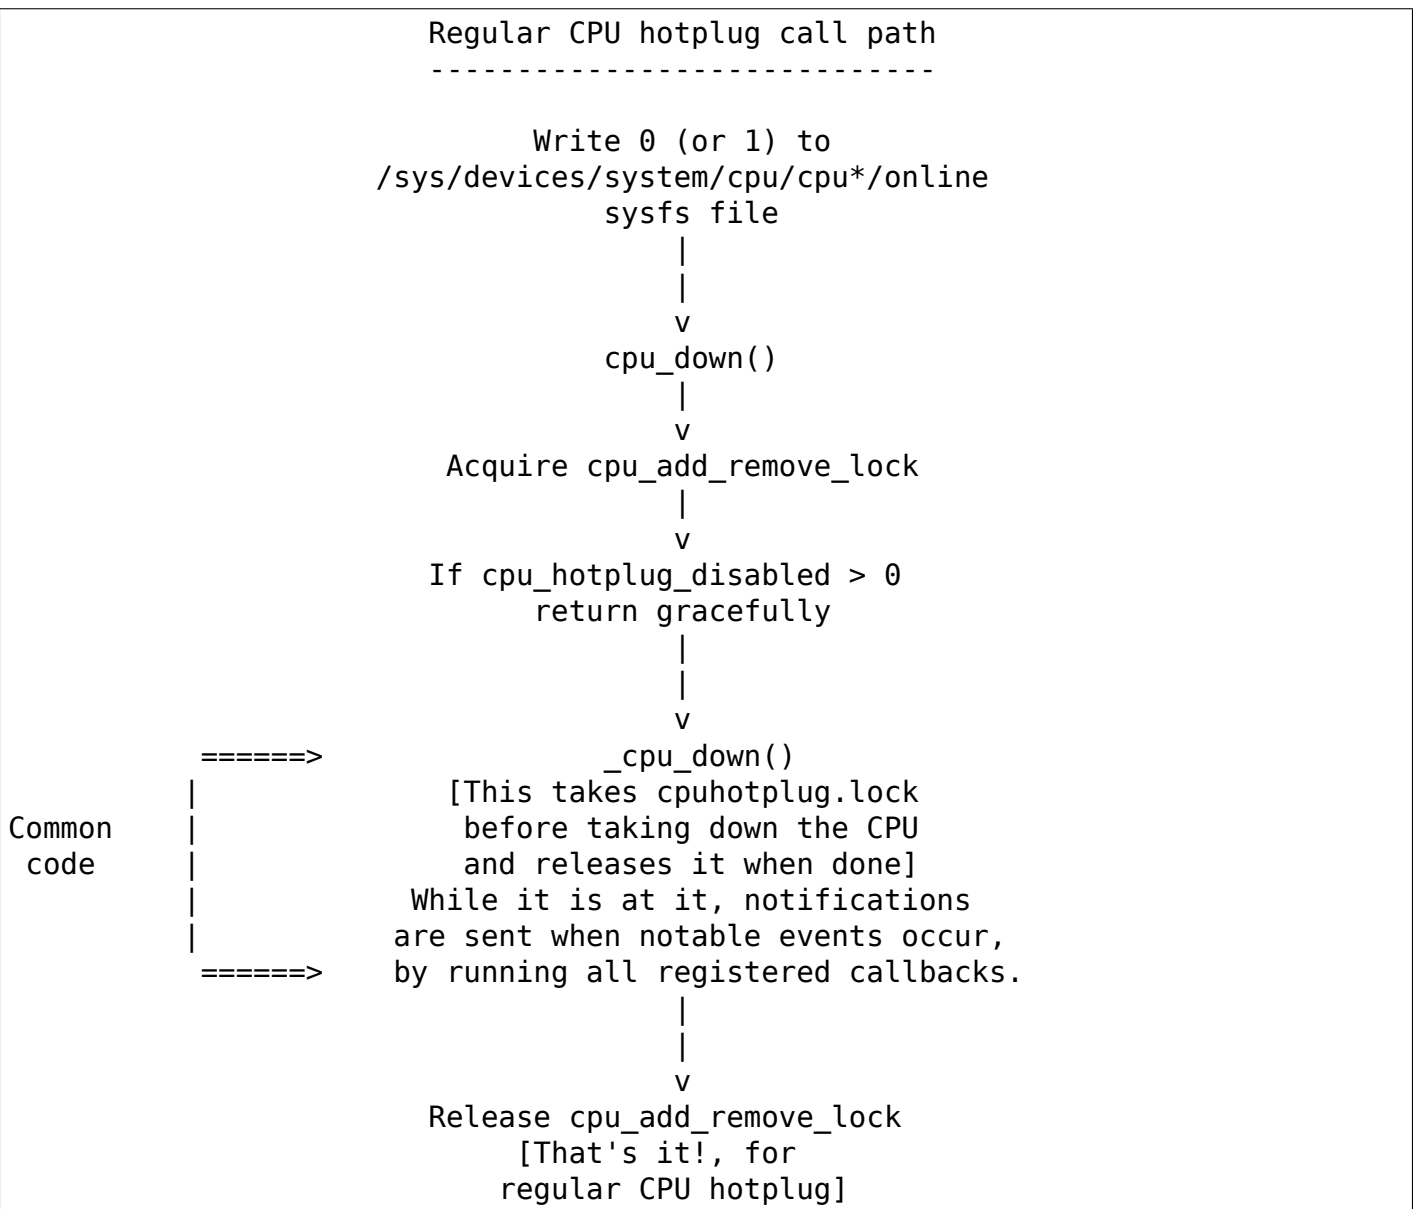 Regular CPU hotplug call path
-----------------------------
Write 0 (or 1) to
/sys/devices/system/cpu/cpu*/online
sysfs file
|
|
v
cpu_down()
|
v
Acquire cpu_add_remove_lock
|
v
If cpu_hotplug_disabled > 0
return gracefully
|
|
v
======> _cpu_down()
| [This takes cpuhotplug.lock
Common | before taking down the CPU
code | and releases it when done]
| While it is at it, notifications
| are sent when notable events occur,
======> by running all registered callbacks.
|
|
v
Release cpu_add_remove_lock
[That's it!, for
regular CPU hotplug]